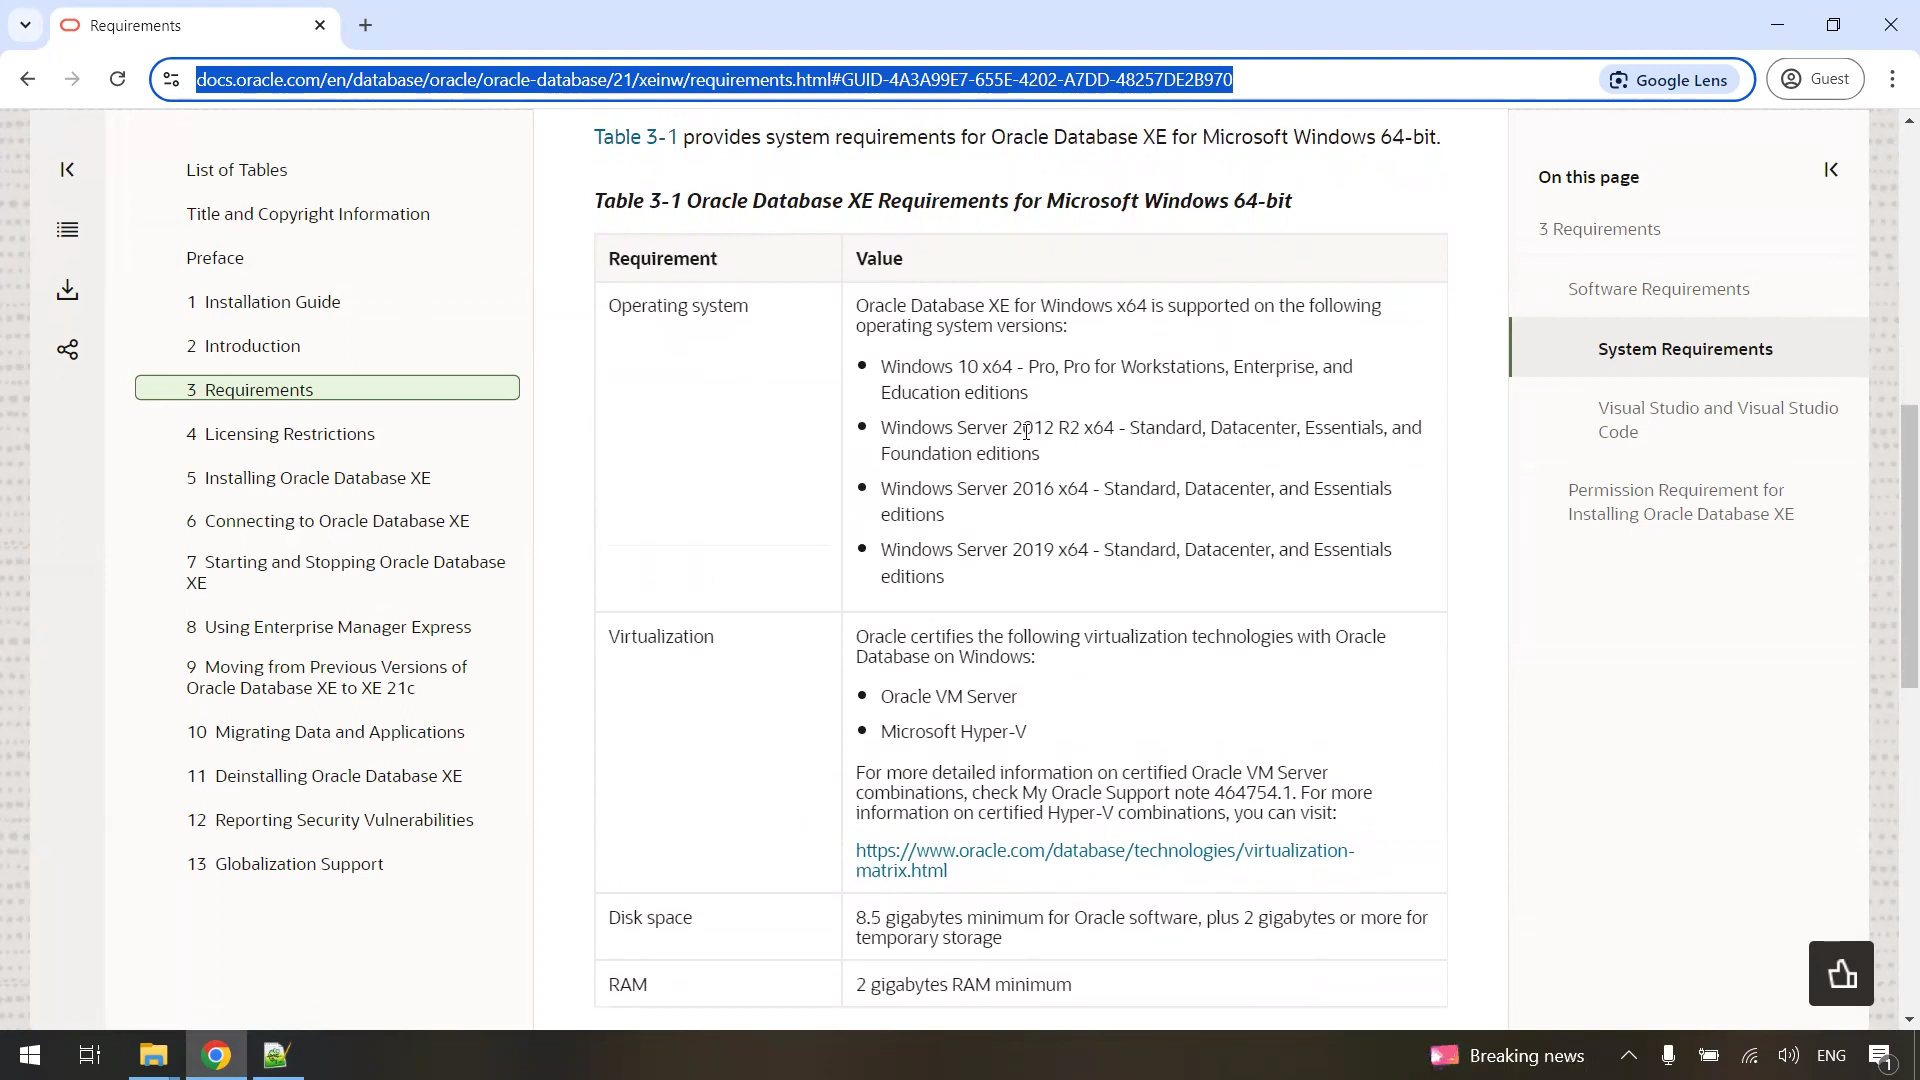 Requirements
docs.oracle.com/en/database/oracle/oracle-database/21/xeinw/requirements.html#GUID-4A3A99E7-655E-4202-A7DD-48257DE2B970
Google Lens
Guest
List of Tables
Title and Copyright Information
Preface
1 Installation Guide
2 Introduction
3 Requirements
4 Licensing Restrictions
5 Installing Oracle Database XE
6 Connecting to Oracle Database XE
7 Starting and Stopping Oracle Database
XE
8 Using Enterprise Manager Express
9 Moving from Previous Versions of
Oracle Database XE to XE 21c
10 Migrating Data and Applications
11 Deinstalling Oracle Database XE
12 Reporting Security Vulnerabilities
13 Globalization Support
Table 3-1 provides system requirements for Oracle Database XE for Microsoft Windows 64-bit.
Table 3-1 Oracle Database XE Requirements for Microsoft Windows 64-bit
Requirement
Value
Operating system
Oracle Database XE for Windows x64 is supported on the following
operating system versions:
• Windows 10 x64 - Pro, Pro for Workstations, Enterprise, and
Education editions
• Windows Server 2012 R2 x64 - Standard, Datacenter, Essentials, and
Foundation editions
• Windows Server 2016 x64 - Standard, Datacenter, and Essentials
editions
• Windows Server 2019 x64 - Standard, Datacenter, and Essentials
editions
Virtualization
Oracle certifies the following virtualization technologies with Oracle
Database on Windows:
• Oracle VM Server
• Microsoft Hyper-V
For more detailed information on certified Oracle VM Server
combinations, check My Oracle Support note 464754.1. For more
information on certified Hyper-V combinations, you can visit:
https://www.oracle.com/database/technologies/virtualization-
matrix.html
Disk space
8.5 gigabytes minimum for Oracle software, plus 2 gigabytes or more for
temporary storage
RAM
2 gigabytes RAM minimum
On this page
3 Requirements
Software Requirements
System Requirements
Visual Studio and Visual Studio
Code
Permission Requirement for
Installing Oracle Database XE
Breaking news
ENG
1